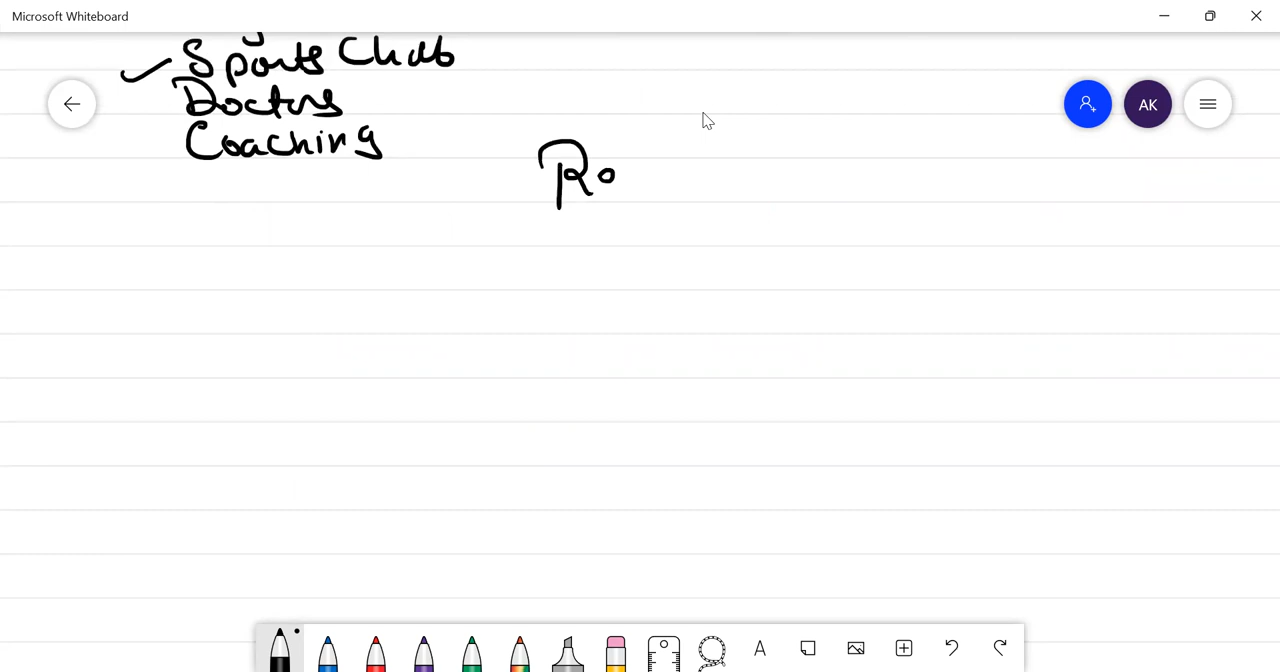 Microsoft Whiteboard
Sports Club
Doctors
Coaching
Ro
AK
A